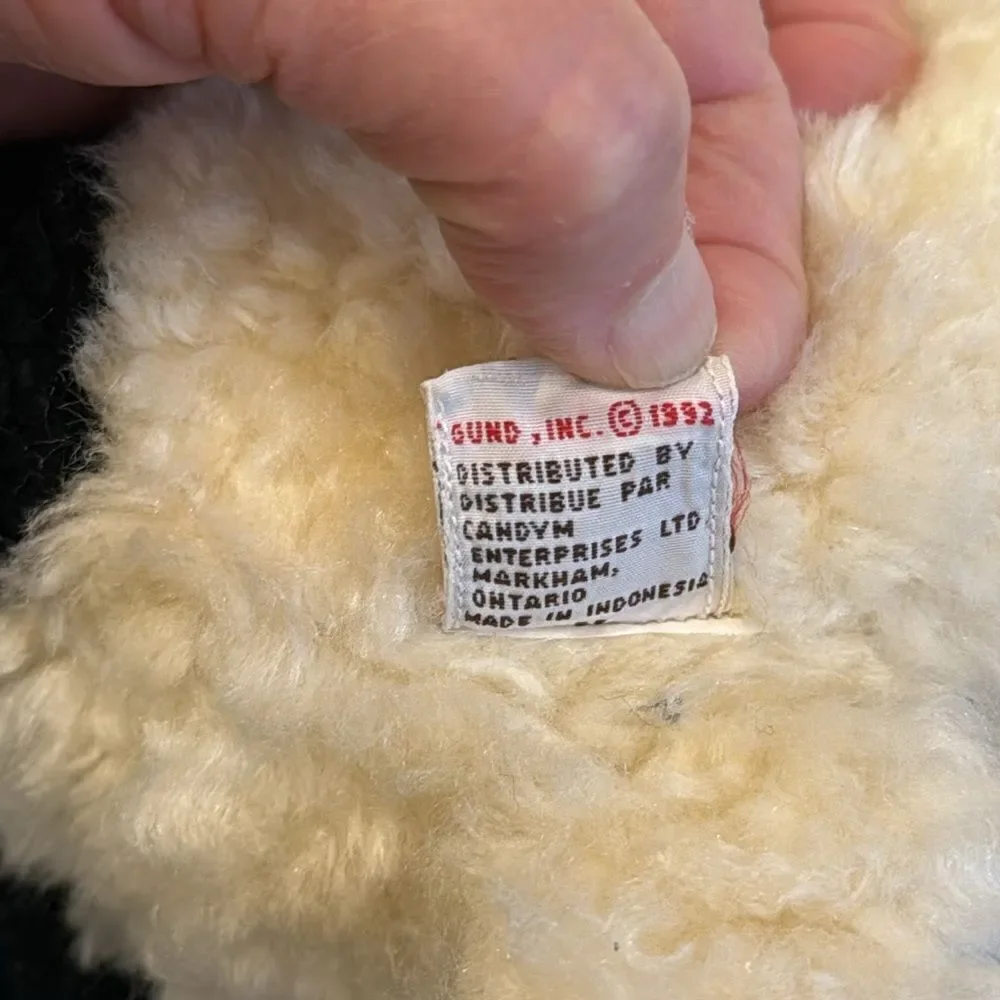 GUND, INC. © 1992
DISTRIBUTED BY
DISTRIBUE PAR
CANDYM
ENTERPRISES LTD
MARKHAM,
ONTARIO
MADE IN INDONESIA